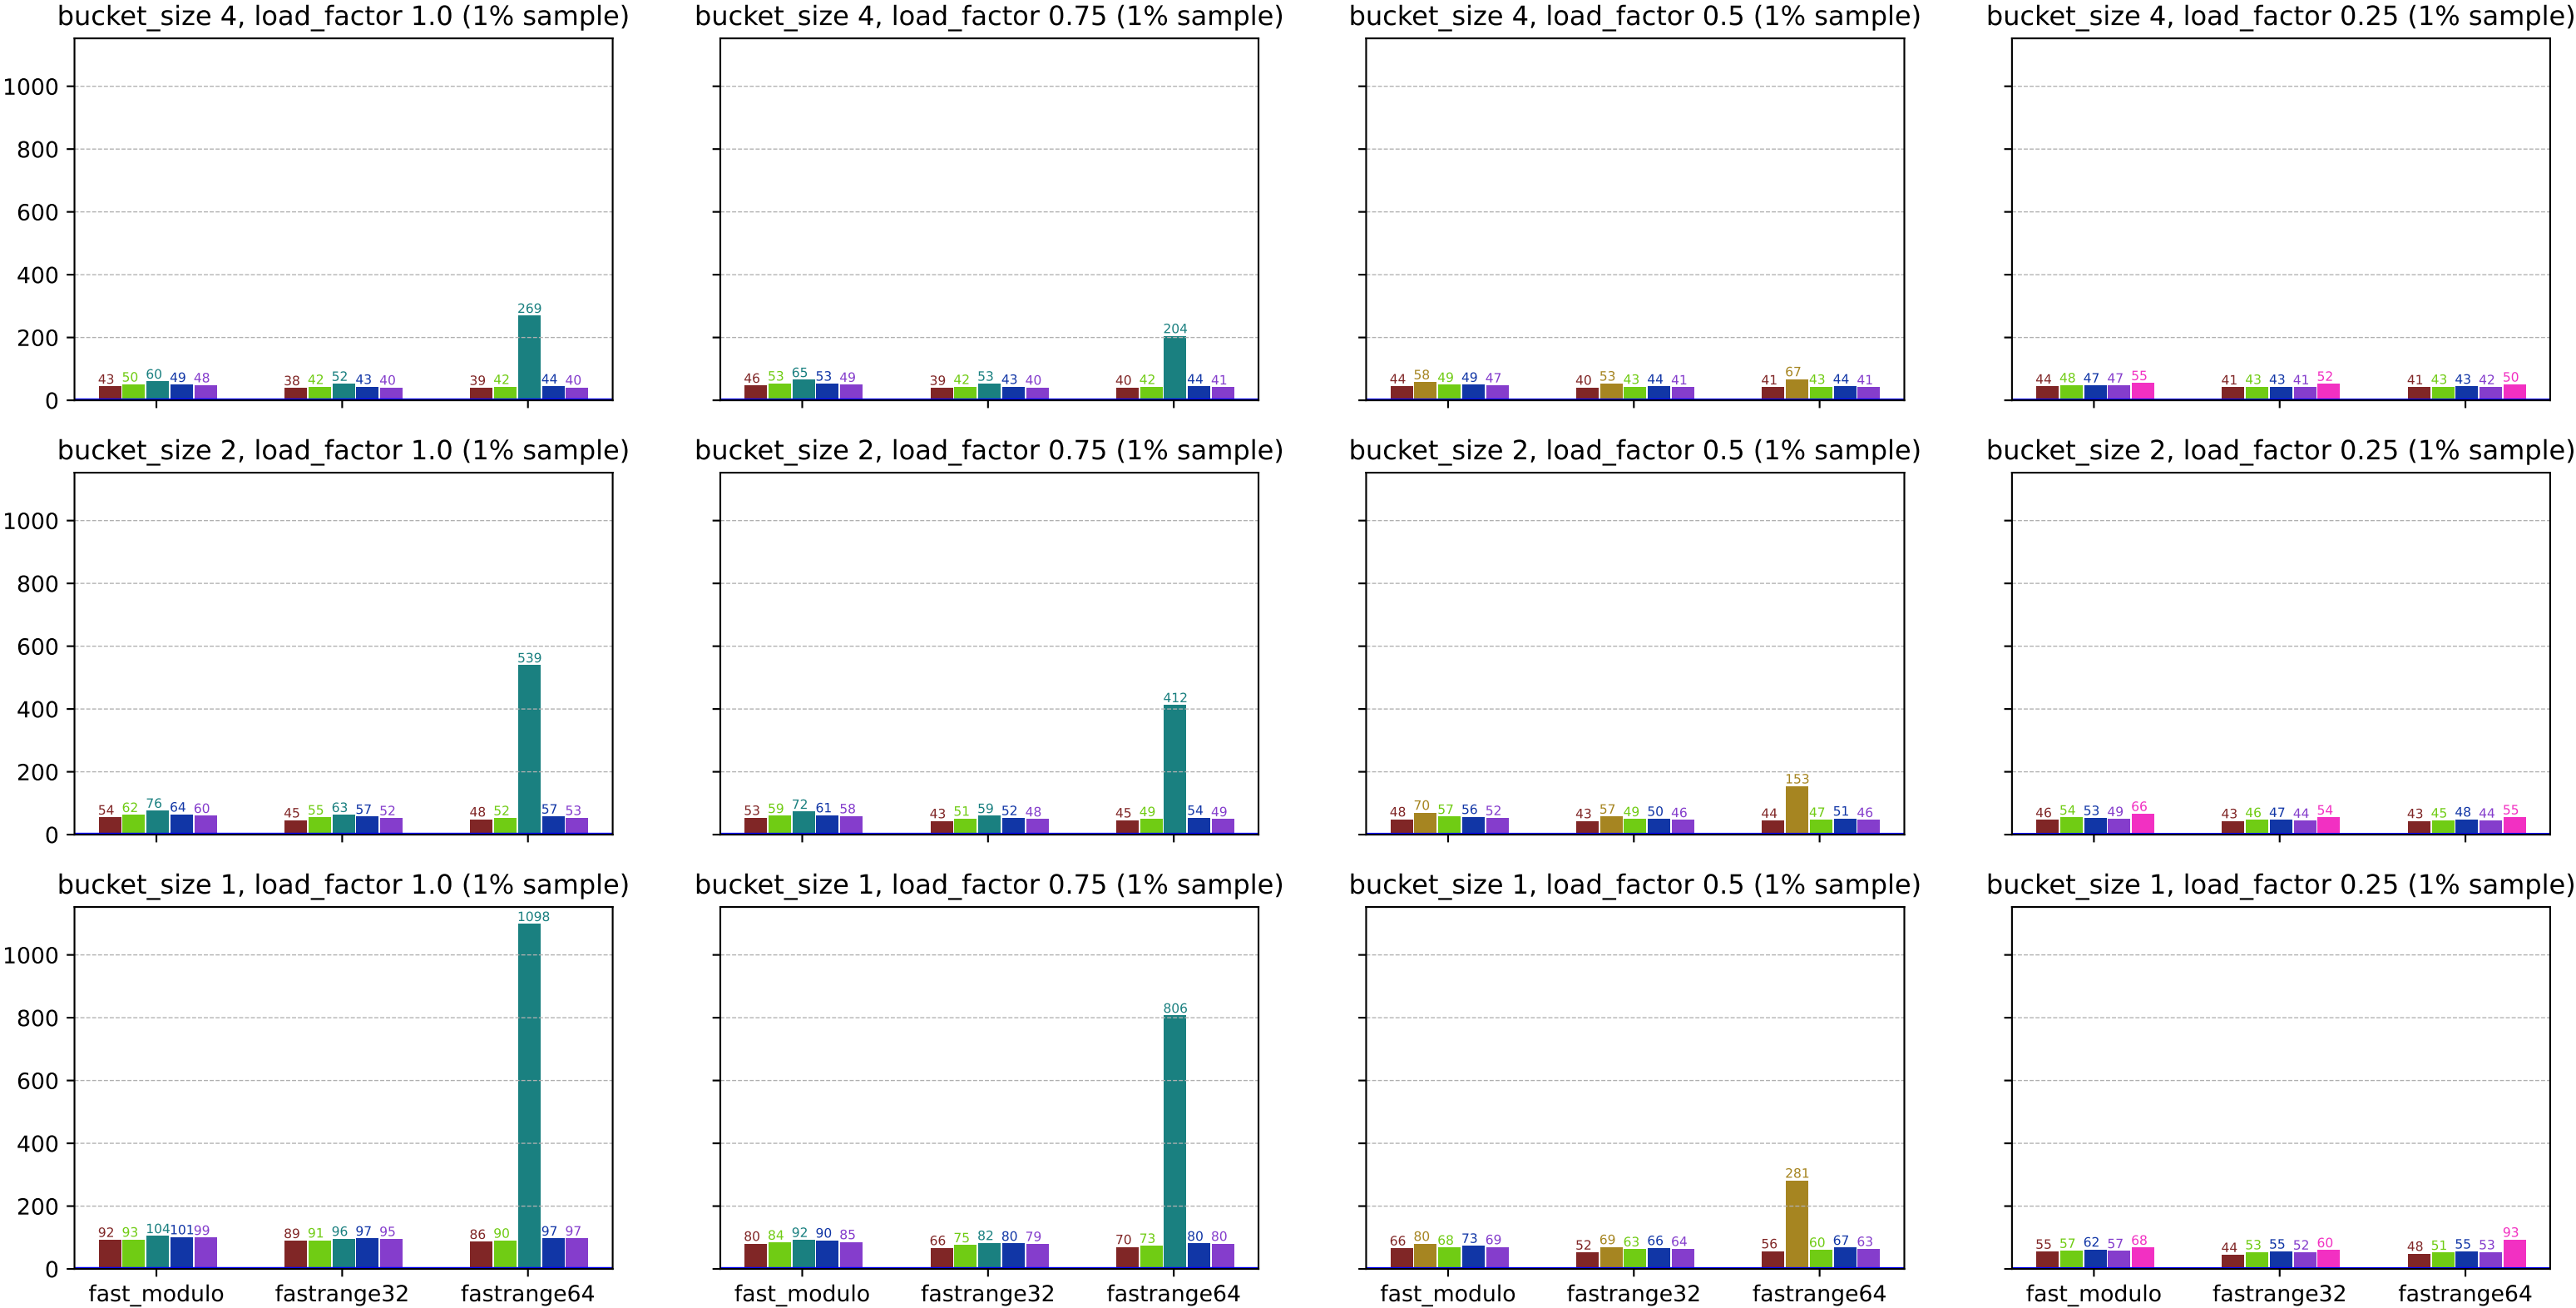 bucket_size 4, load_factor 1.0 (1% sample)
bucket_size 4, load_factor 0.75 (1% sample)
bucket_size 4, load_factor 0.5 (1% sample)
bucket_size 4, load_factor 0.25 (1% sample)
1000
800
600
400
200
0
43 50 60 49 48
38 42 52 43 40
39 42 269 44 40
46 53 65 53 49
39 42 53 43 40
40 42 204 44 41
44 58 49 49 47
40 53 43 44 41
41 67 43 44 41
44 48 47 47 55
41 43 43 41 52
41 43 43 42 50
bucket_size 2, load_factor 1.0 (1% sample)
bucket_size 2, load_factor 0.75 (1% sample)
bucket_size 2, load_factor 0.5 (1% sample)
bucket_size 2, load_factor 0.25 (1% sample)
1000
800
600
400
200
0
54 62 76 64 60
45 55 63 57 52
48 52 539 57 53
53 59 72 61 58
43 51 59 52 48
45 49 412 54 49
48 70 57 56 52
43 57 49 50 46
44 153 47 51 46
46 54 53 49 66
43 46 47 44 54
43 45 48 44 55
bucket_size 1, load_factor 1.0 (1% sample)
bucket_size 1, load_factor 0.75 (1% sample)
bucket_size 1, load_factor 0.5 (1% sample)
bucket_size 1, load_factor 0.25 (1% sample)
1000
800
600
400
200
0
92 93 104 101 99
89 91 96 97 95
86 90 1098 97 97
80 84 92 90 85
66 75 82 80 79
70 73 806 80 80
66 80 68 73 69
52 69 63 66 64
56 281 60 67 63
55 57 62 57 68
44 53 55 52 60
48 51 55 53 93
fast_modulo fastrange32 fastrange64
fast_modulo fastrange32 fastrange64
fast_modulo fastrange32 fastrange64
fast_modulo fastrange32 fastrange64